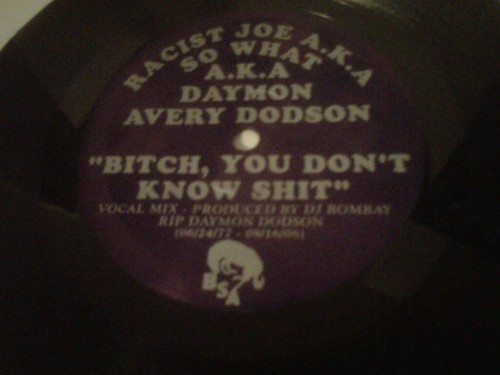 RACIST JOE A.K.A
SO WHAT
A.K.A
DAYMON
AVERY DODSON
"BITCH, YOU DON'T
KNOW SHIT"
VOCAL MIX - PRODUCED BY DJ BOMBAY
RIP DAYMON DODSON
(06/24/77 - 09/16/06)
BSA